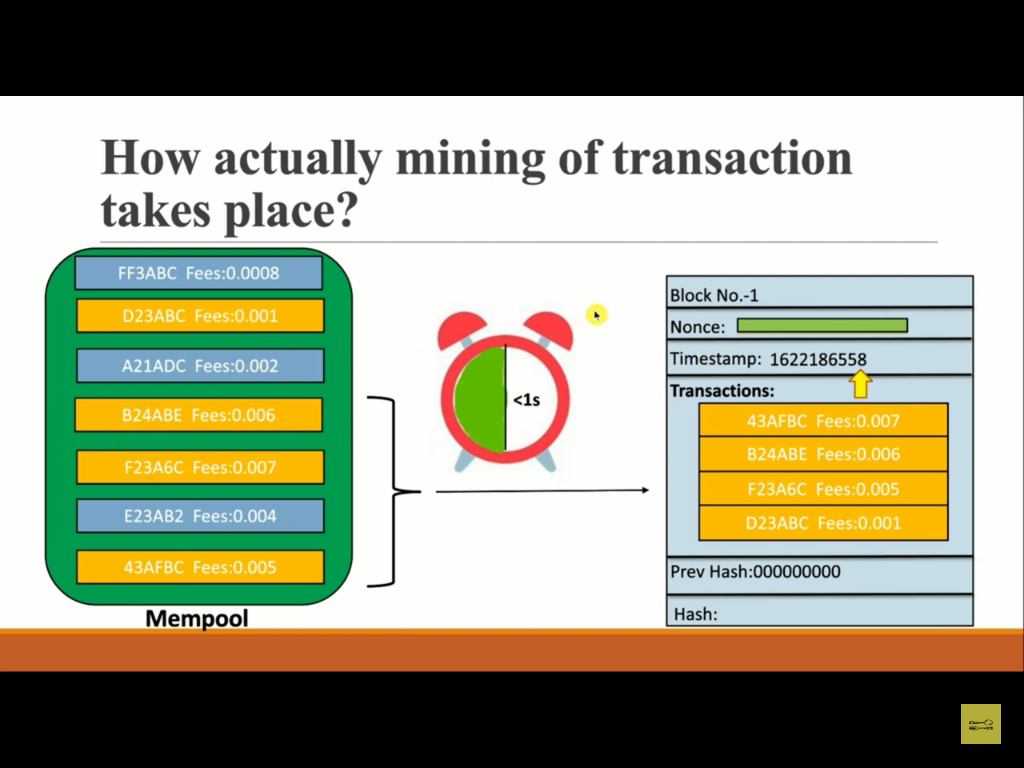 How actually mining of transaction
takes place?
FF3ABC Fees:0.0008
D23ABC Fees:0.001
A21ADC Fees:0.002
B24ABE Fees:0.006
F23A6C Fees:0.007
E23AB2 Fees:0.004
43AFBC Fees:0.005
Mempool
<1s
Block No.-1
Nonce:
Timestamp: 1622186558
Transactions:
43AFBC Fees:0.007
B24ABE Fees:0.006
F23A6C Fees:0.005
D23ABC Fees:0.001
Prev Hash:000000000
Hash: